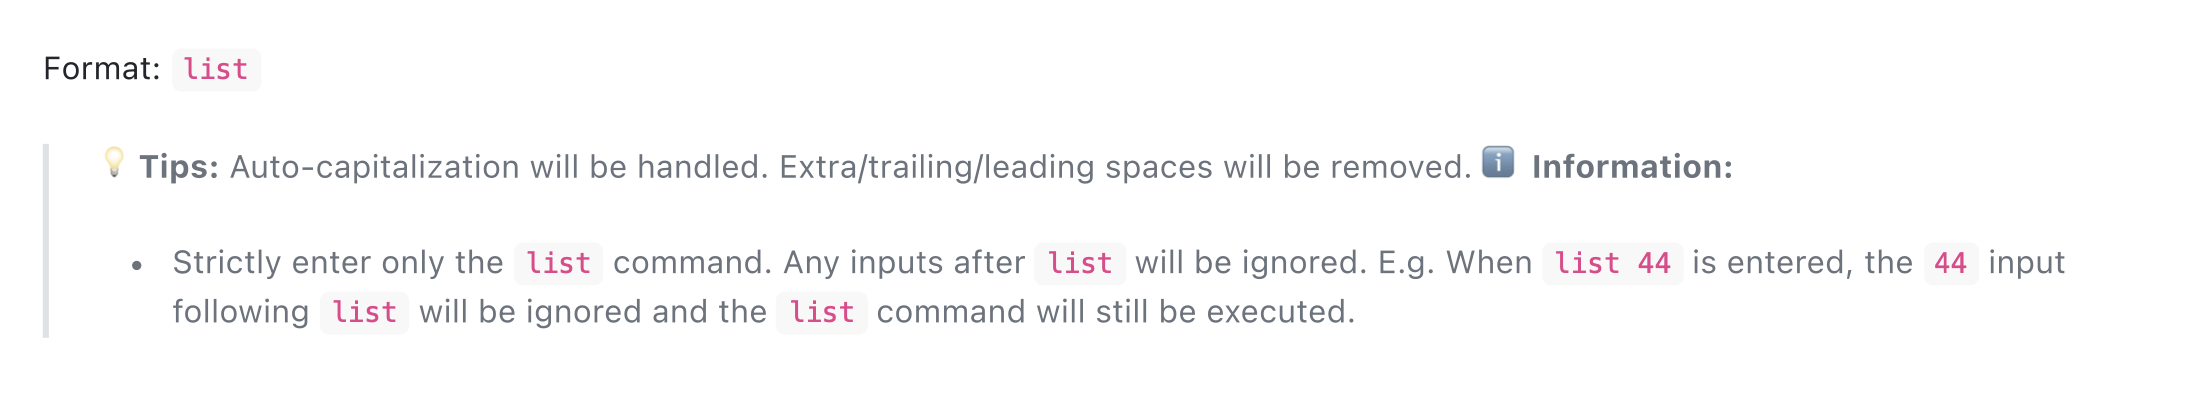 Format: list
💡 Tips: Auto-capitalization will be handled. Extra/trailing/leading spaces will be removed. ℹ️ Information:
• Strictly enter only the list command. Any inputs after list will be ignored. E.g. When list 44 is entered, the 44 input
following list will be ignored and the list command will still be executed.